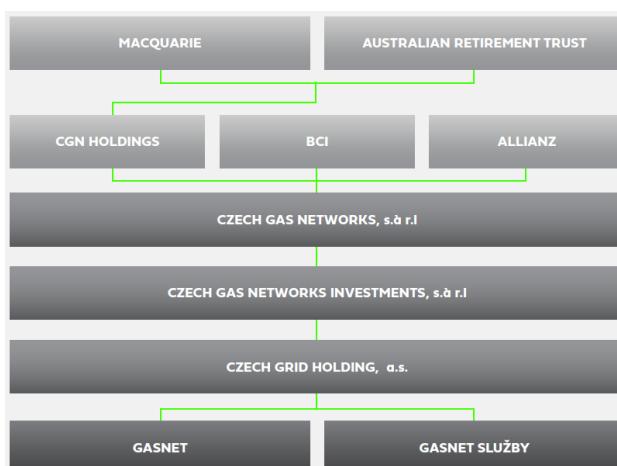 MACQUARIE
AUSTRALIAN RETIREMENT TRUST
CGN HOLDINGS
BCI
ALLIANZ
CZECH GAS NETWORKS, s.à r.l
CZECH GAS NETWORKS INVESTMENTS, s.à r.l
CZECH GRID HOLDING, a.s.
GASNET
GASNET SLUŽBY